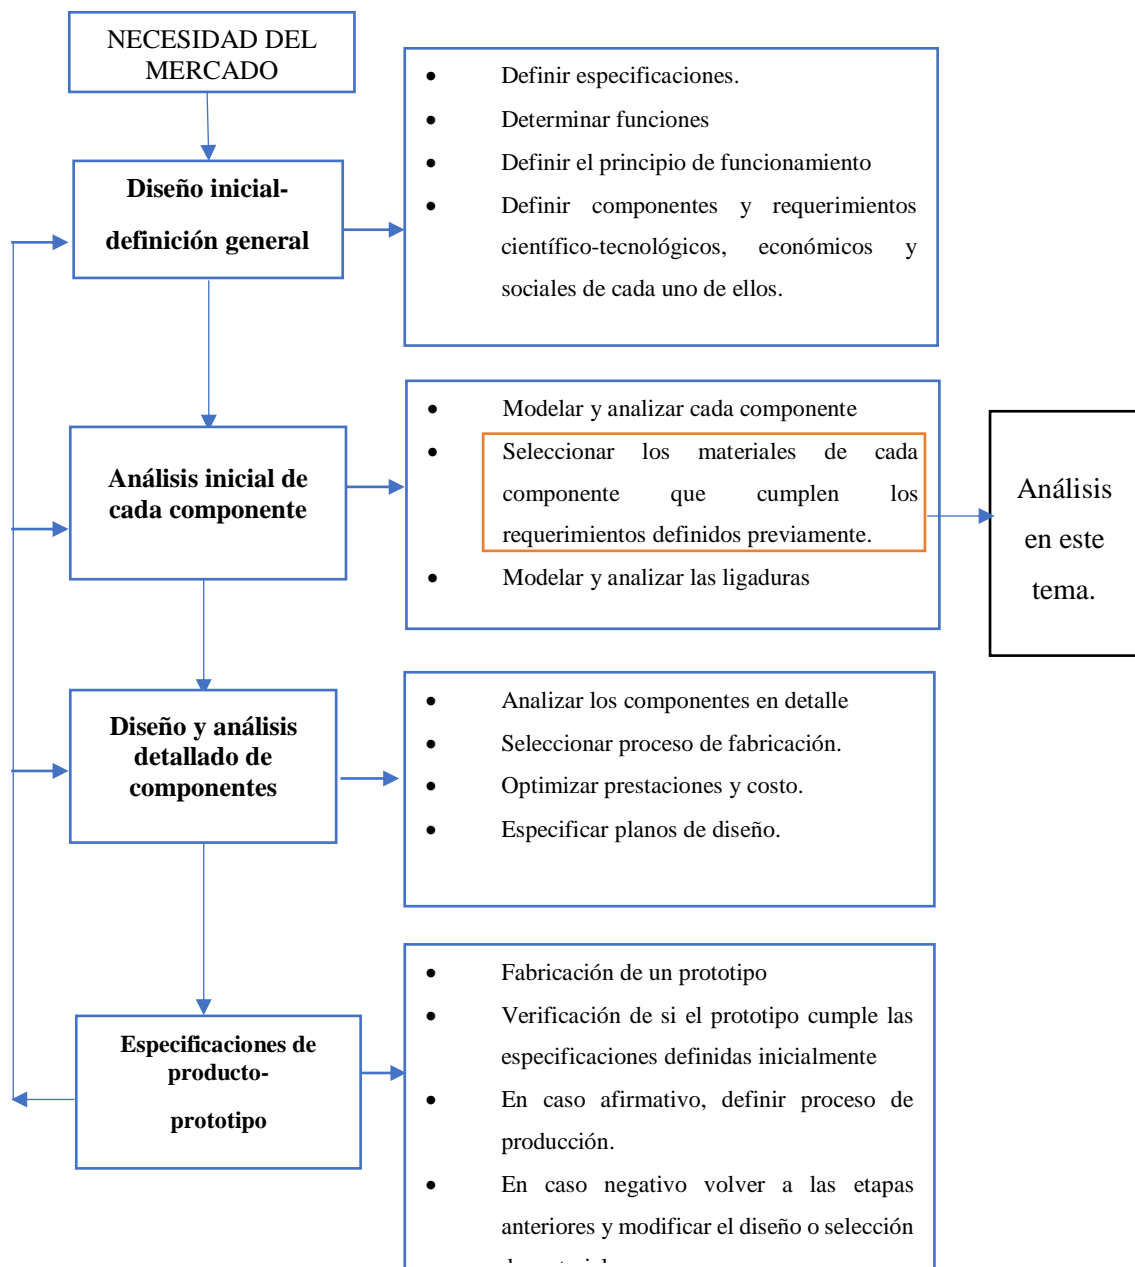 NECESIDAD DEL
MERCADO
• Definir especificaciones.
• Determinar funciones
• Definir el principio de funcionamiento
• Definir componentes y requerimientos
científico-tecnológicos, económicos y
sociales de cada uno de ellos.
Diseño inicial-
definición general
• Modelar y analizar cada componente
• Seleccionar los materiales de cada
componente que cumplen los
requerimientos definidos previamente.
• Modelar y analizar las ligaduras
Análisis inicial de
cada componente
Análisis
en este
tema.
Diseño y análisis
detallado de
componentes
• Analizar los componentes en detalle
• Seleccionar proceso de fabricación.
• Optimizar prestaciones y costo.
• Especificar planos de diseño.
Especificaciones de
producto-
prototipo
• Fabricación de un prototipo
• Verificación de si el prototipo cumple las
especificaciones definidas inicialmente
• En caso afirmativo, definir proceso de
producción.
• En caso negativo volver a las etapas
anteriores y modificar el diseño o selección